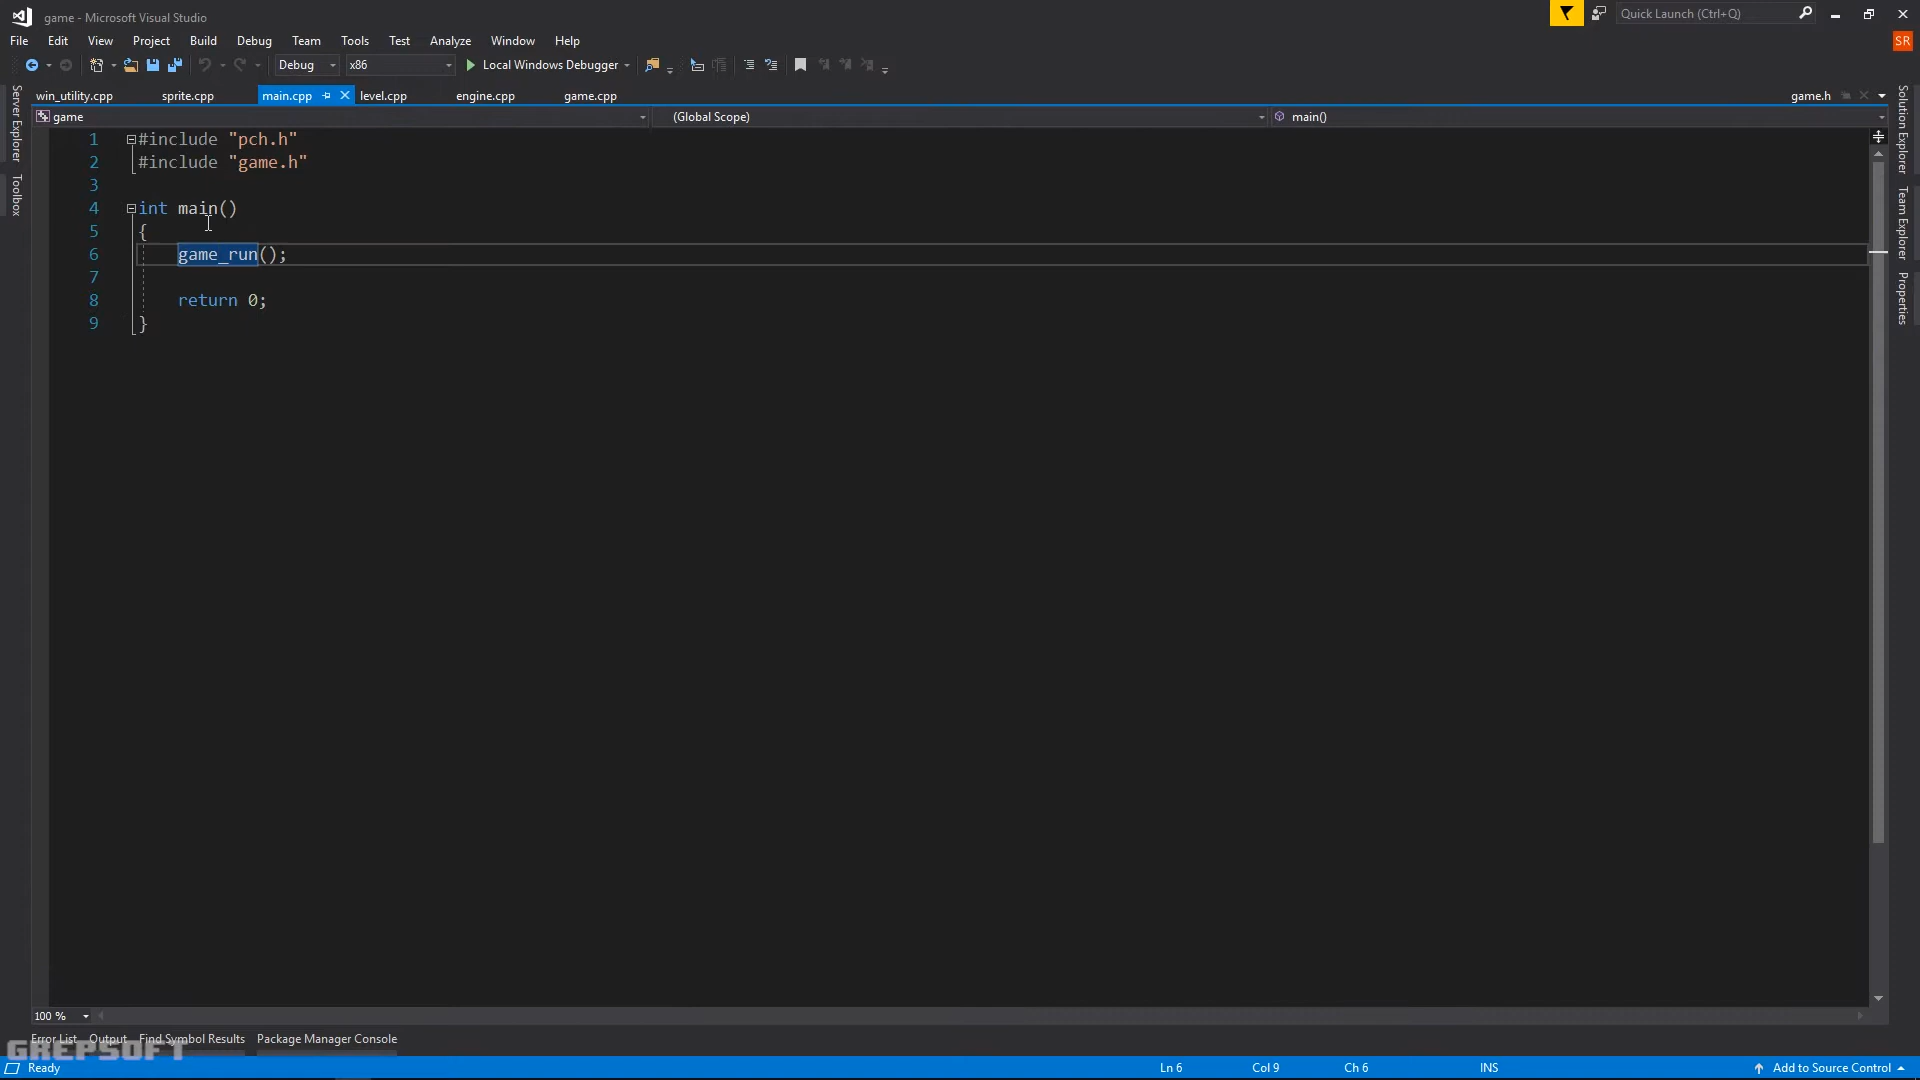 game - Microsoft Visual Studio
Quick Launch (Ctrl+Q)
File Edit View Project Build Debug Team Tools Test Analyze Window Help
SR
Debug x86 Local Windows Debugger
win_utility.cpp sprite.cpp main.cpp level.cpp engine.cpp game.cpp game.h
game (Global Scope) main()
Server Explorer
Toolbox
1 #include "pch.h"
2 #include "game.h"
3
4 int main()
5 {
6 game_run();
7
8 return 0;
9 }
Solution Explorer
Team Explorer
Properties
100 %
Error List Output Find Symbol Results Package Manager Console
GREPSOFT
Ready Ln 6 Col 9 Ch 6 INS Add to Source Control